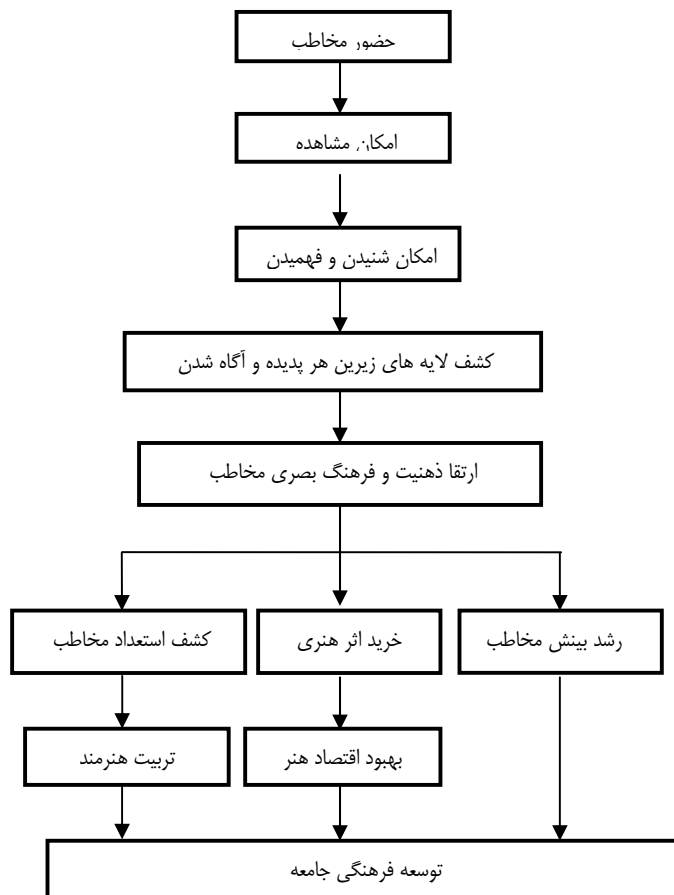 حضور مخاطب
امکان مشاهده
امکان شنیدن و فهمیدن
کشف لایه های زیرین هر پدیده و آگاه شدن
ارتقا ذهنیت و فرهنگ بصری مخاطب
رشد بینش مخاطب
خرید اثر هنری
کشف استعداد مخاطب
بهبود اقتصاد هنر
تربیت هنرمند
توسعه فرهنگی جامعه